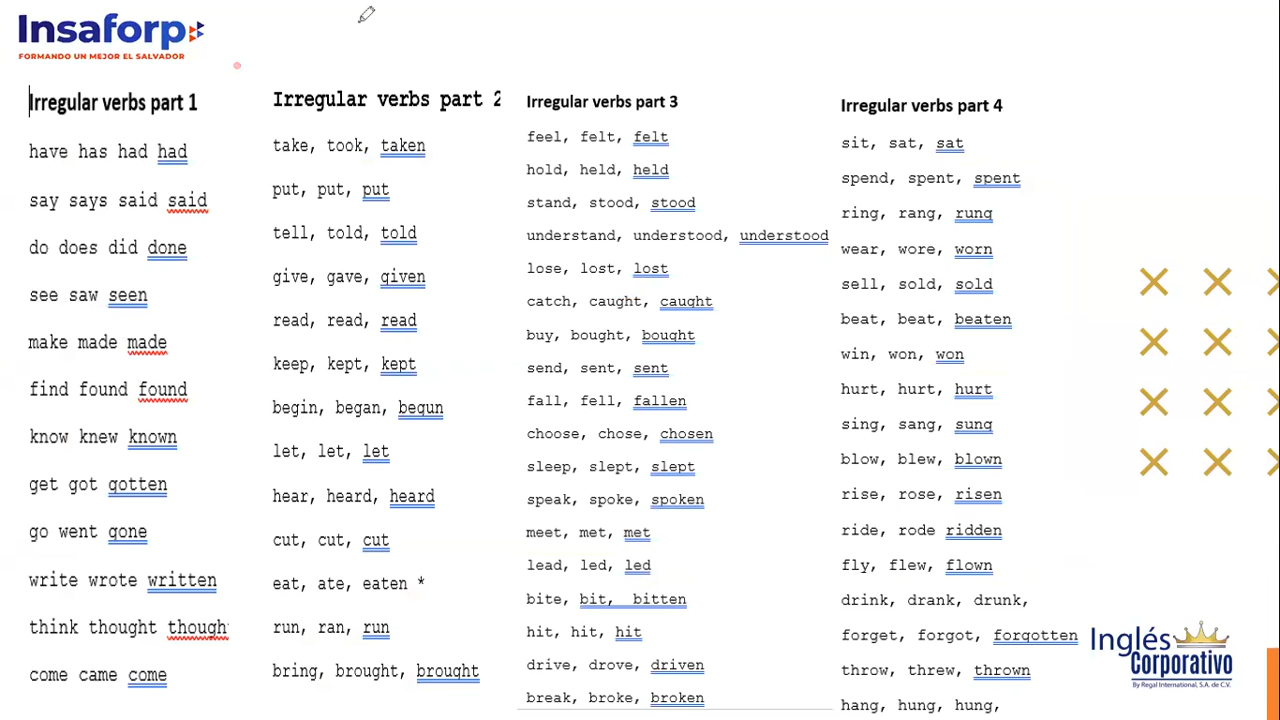 Insaforp
FORMANDO UN MEJOR EL SALVADOR
Irregular verbs part 1
have has had had
say says said said
do does did done
see saw seen
make made made
find found found
know knew known
get got gotten
go went gone
write wrote written
think thought though
come came come
Irregular verbs part 2
take, took, taken
put, put, put
tell, told, told
give, gave, given
read, read, read
keep, kept, kept
begin, began, begun
let, let, let
hear, heard, heard
cut, cut, cut
eat, ate, eaten *
run, ran, run
bring, brought, brought
Irregular verbs part 3
feel, felt, felt
hold, held, held
stand, stood, stood
understand, understood, understood
lose, lost, lost
catch, caught, caught
buy, bought, bought
send, sent, sent
fall, fell, fallen
choose, chose, chosen
sleep, slept, slept
speak, spoke, spoken
meet, met, met
lead, led, led
bite, bit, bitten
hit, hit, hit
drive, drove, driven
break, broke, broken
Irregular verbs part 4
sit, sat, sat
spend, spent, spent
ring, rang, rung
wear, wore, worn
sell, sold, sold
beat, beat, beaten
win, won, won
hurt, hurt, hurt
sing, sang, sung
blow, blew, blown
rise, rose, risen
ride, rode ridden
fly, flew, flown
drink, drank, drunk,
forget, forgot, forgotten
throw, threw, thrown
hang, hung, hung,
Inglés
Corporativo
By Regal International, S.A. de C.V.